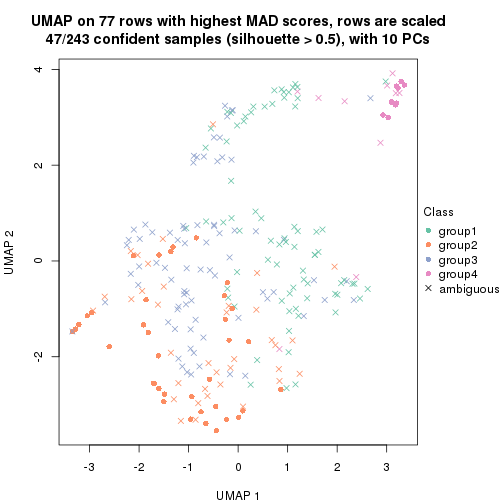 UMAP on 77 rows with highest MAD scores, rows are scaled
47/243 confident samples (silhouette > 0.5), with 10 PCs
4
2
0
-2
-3
-2
-1
0
1
2
3
UMAP 2
UMAP 1
Class
group1
group2
group3
group4
ambiguous